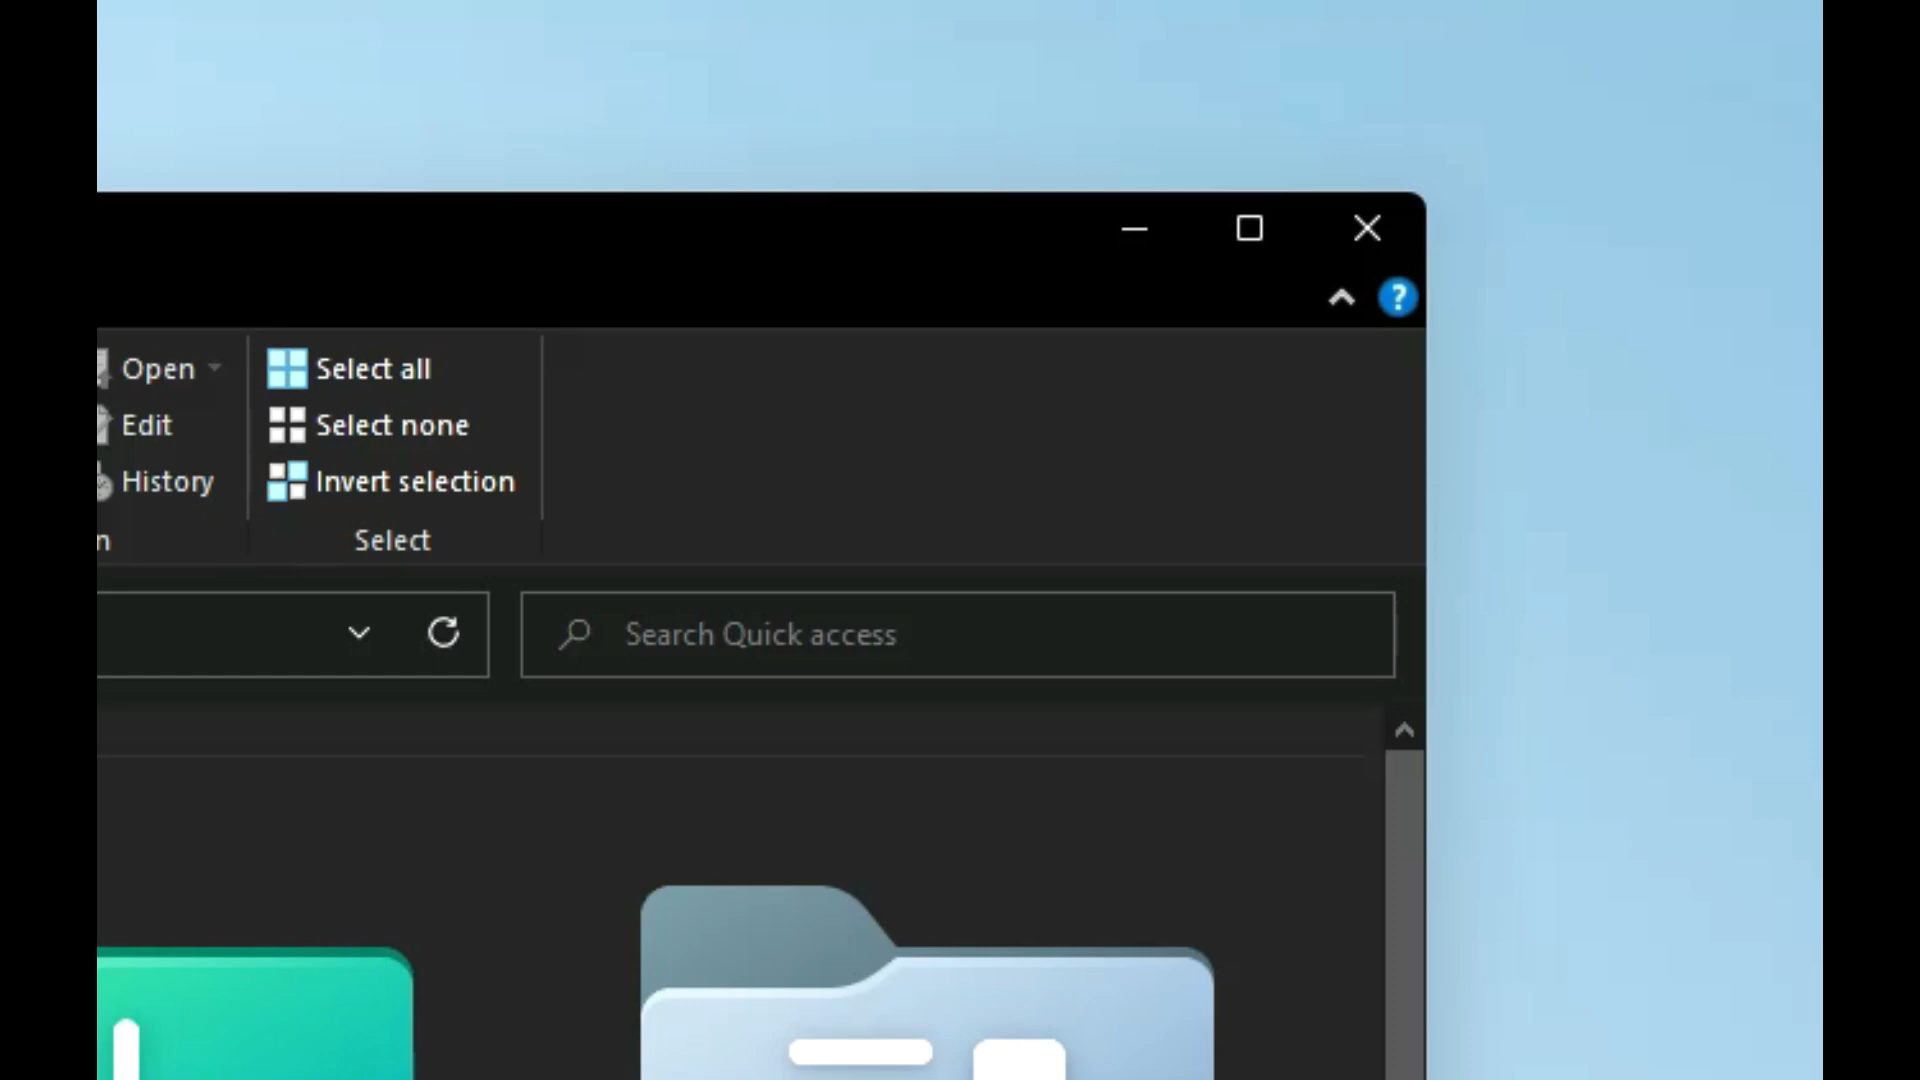 ?
Open
Select all
Edit
Select none
History
Invert selection
n
Select
Search Quick access